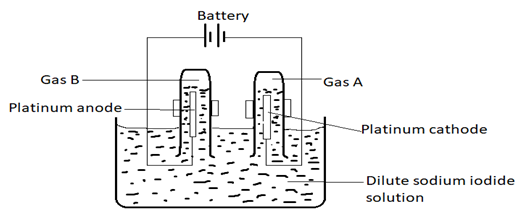 Battery
Gas B
Gas A
Platinum anode
Platinum cathode
Dilute sodium iodide
solution